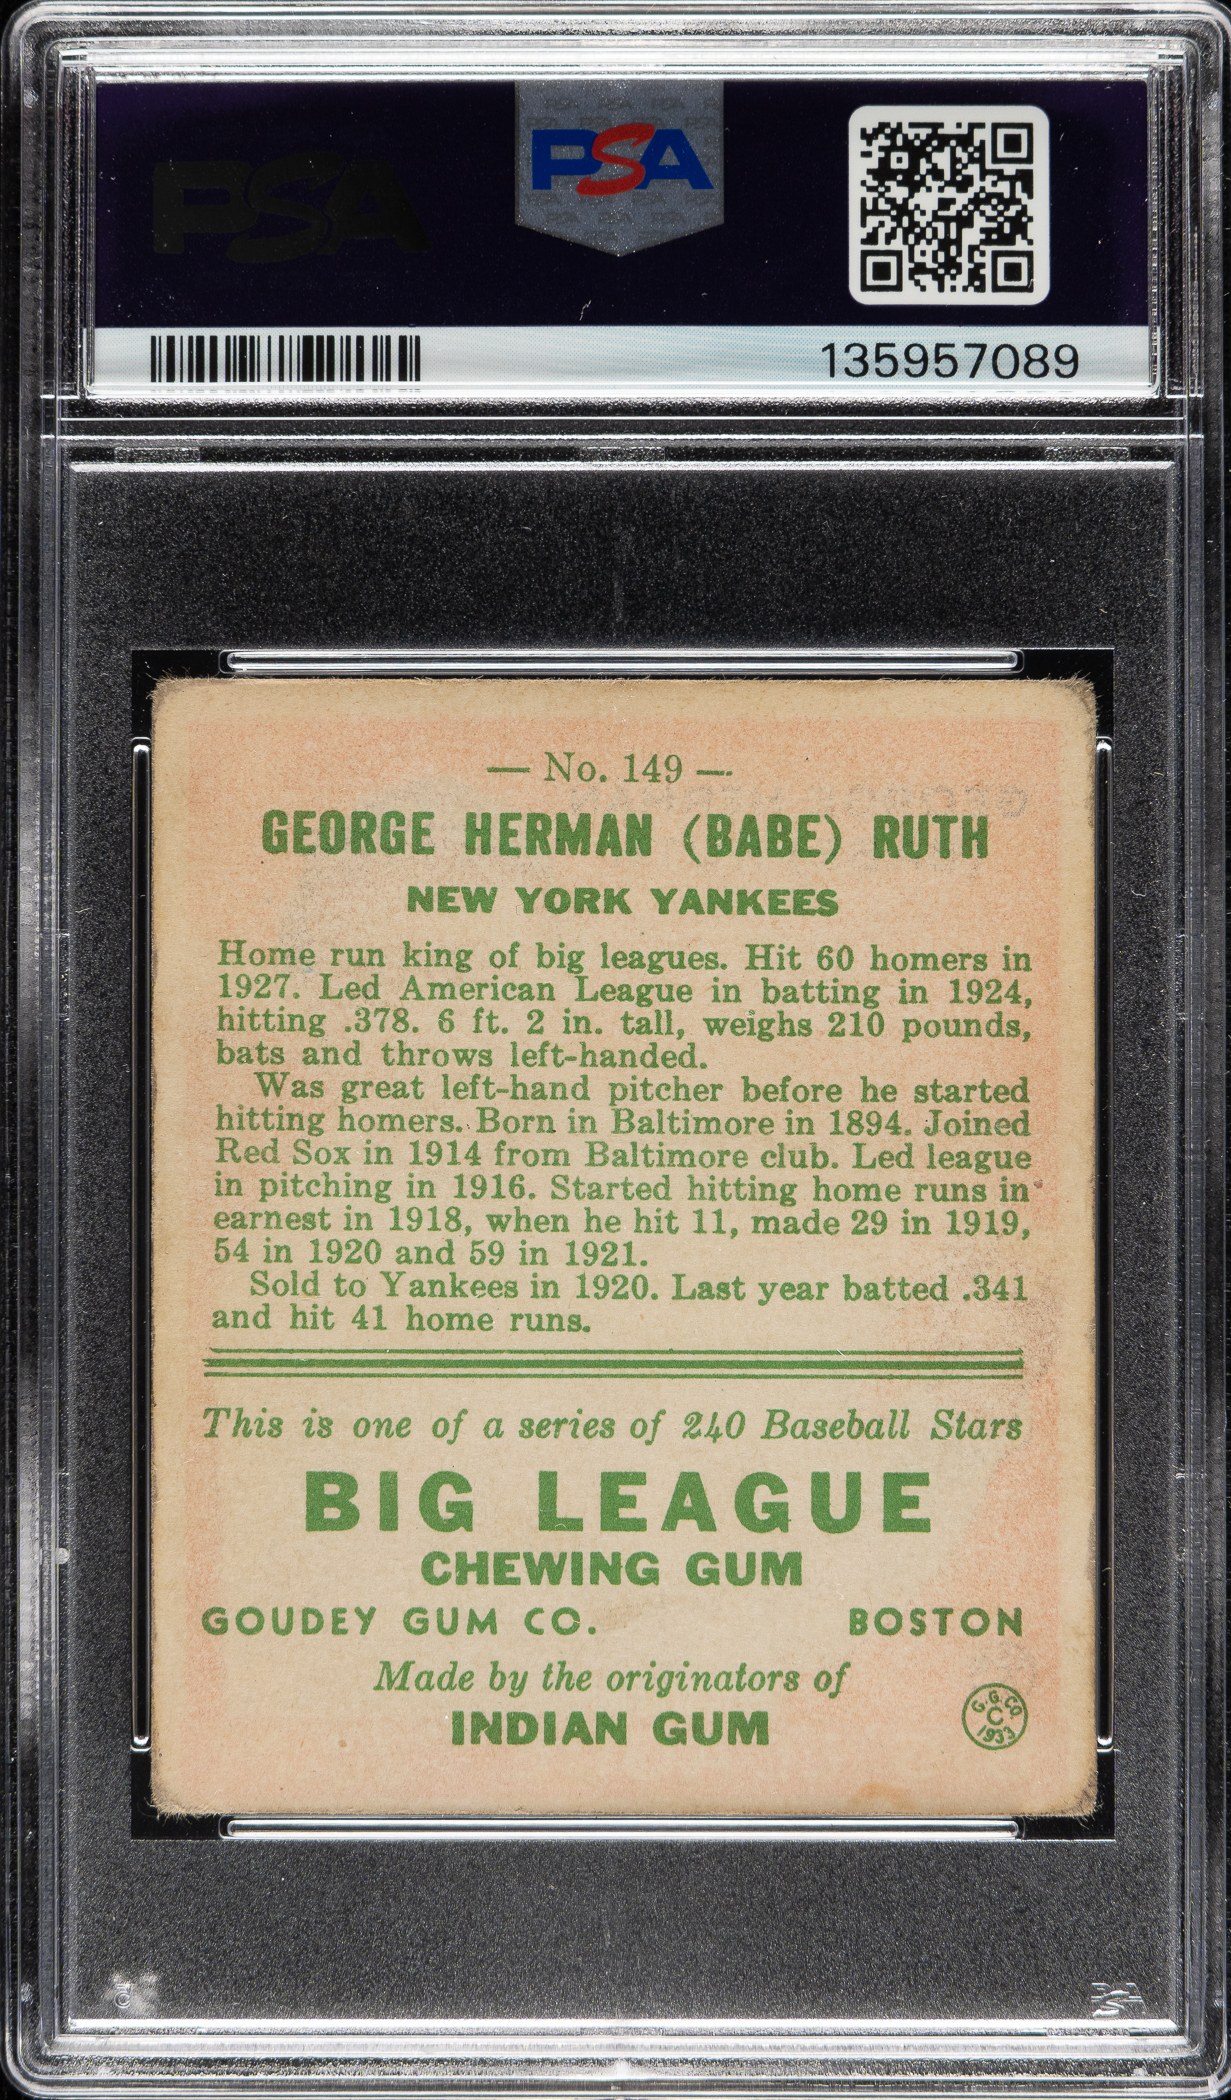 PSA
PSA
135957089
— No. 149 —
GEORGE HERMAN (BABE) RUTH
NEW YORK YANKEES
Home run king of big leagues. Hit 60 homers in
1927. Led American League in batting in 1924,
hitting .378. 6 ft. 2 in. tall, weighs 210 pounds,
bats and throws left-handed.
Was great left-hand pitcher before he started
hitting homers. Born in Baltimore in 1894. Joined
Red Sox in 1914 from Baltimore club. Led league
in pitching in 1916. Started hitting home runs in
earnest in 1918, when he hit 11, made 29 in 1919,
54 in 1920 and 59 in 1921.
Sold to Yankees in 1920. Last year batted .341
and hit 41 home runs.
This is one of a series of 240 Baseball Stars
BIG LEAGUE
CHEWING GUM
GOUDEY GUM CO. BOSTON
Made by the originators of
INDIAN GUM
G.G.CO.
C
1933